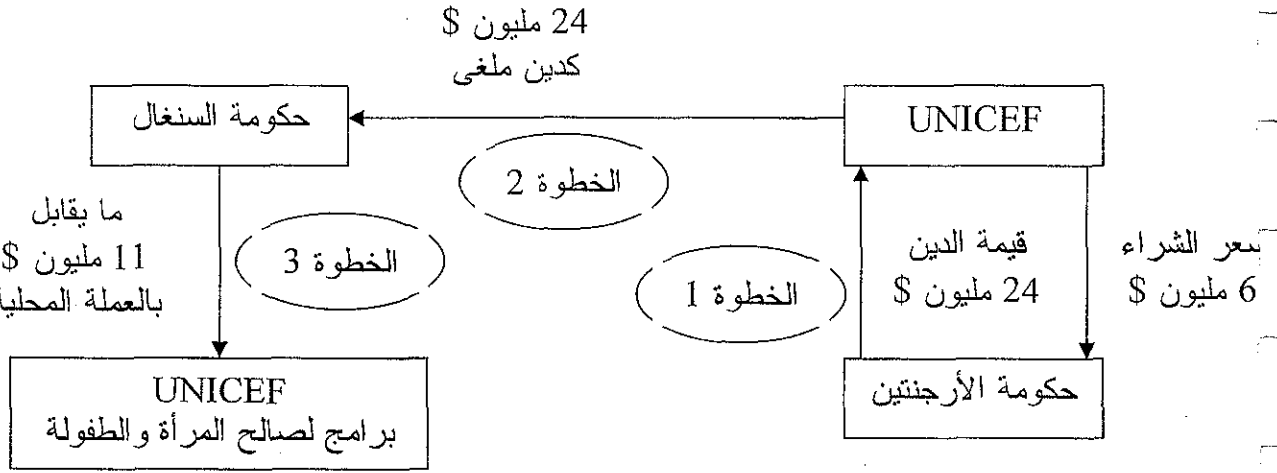 24 مليون $
كدين ملغى
UNICEF
حكومة السنغال
الخطوة 2
سعر الشراء
6 مليون $
قيمة الدين
24 مليون $
الخطوة 1
الخطوة 3
ما يقابل
11 مليون $
بالعملة المحلية
حكومة الأرجنتين
UNICEF
برامج لصالح المرأة والطفولة